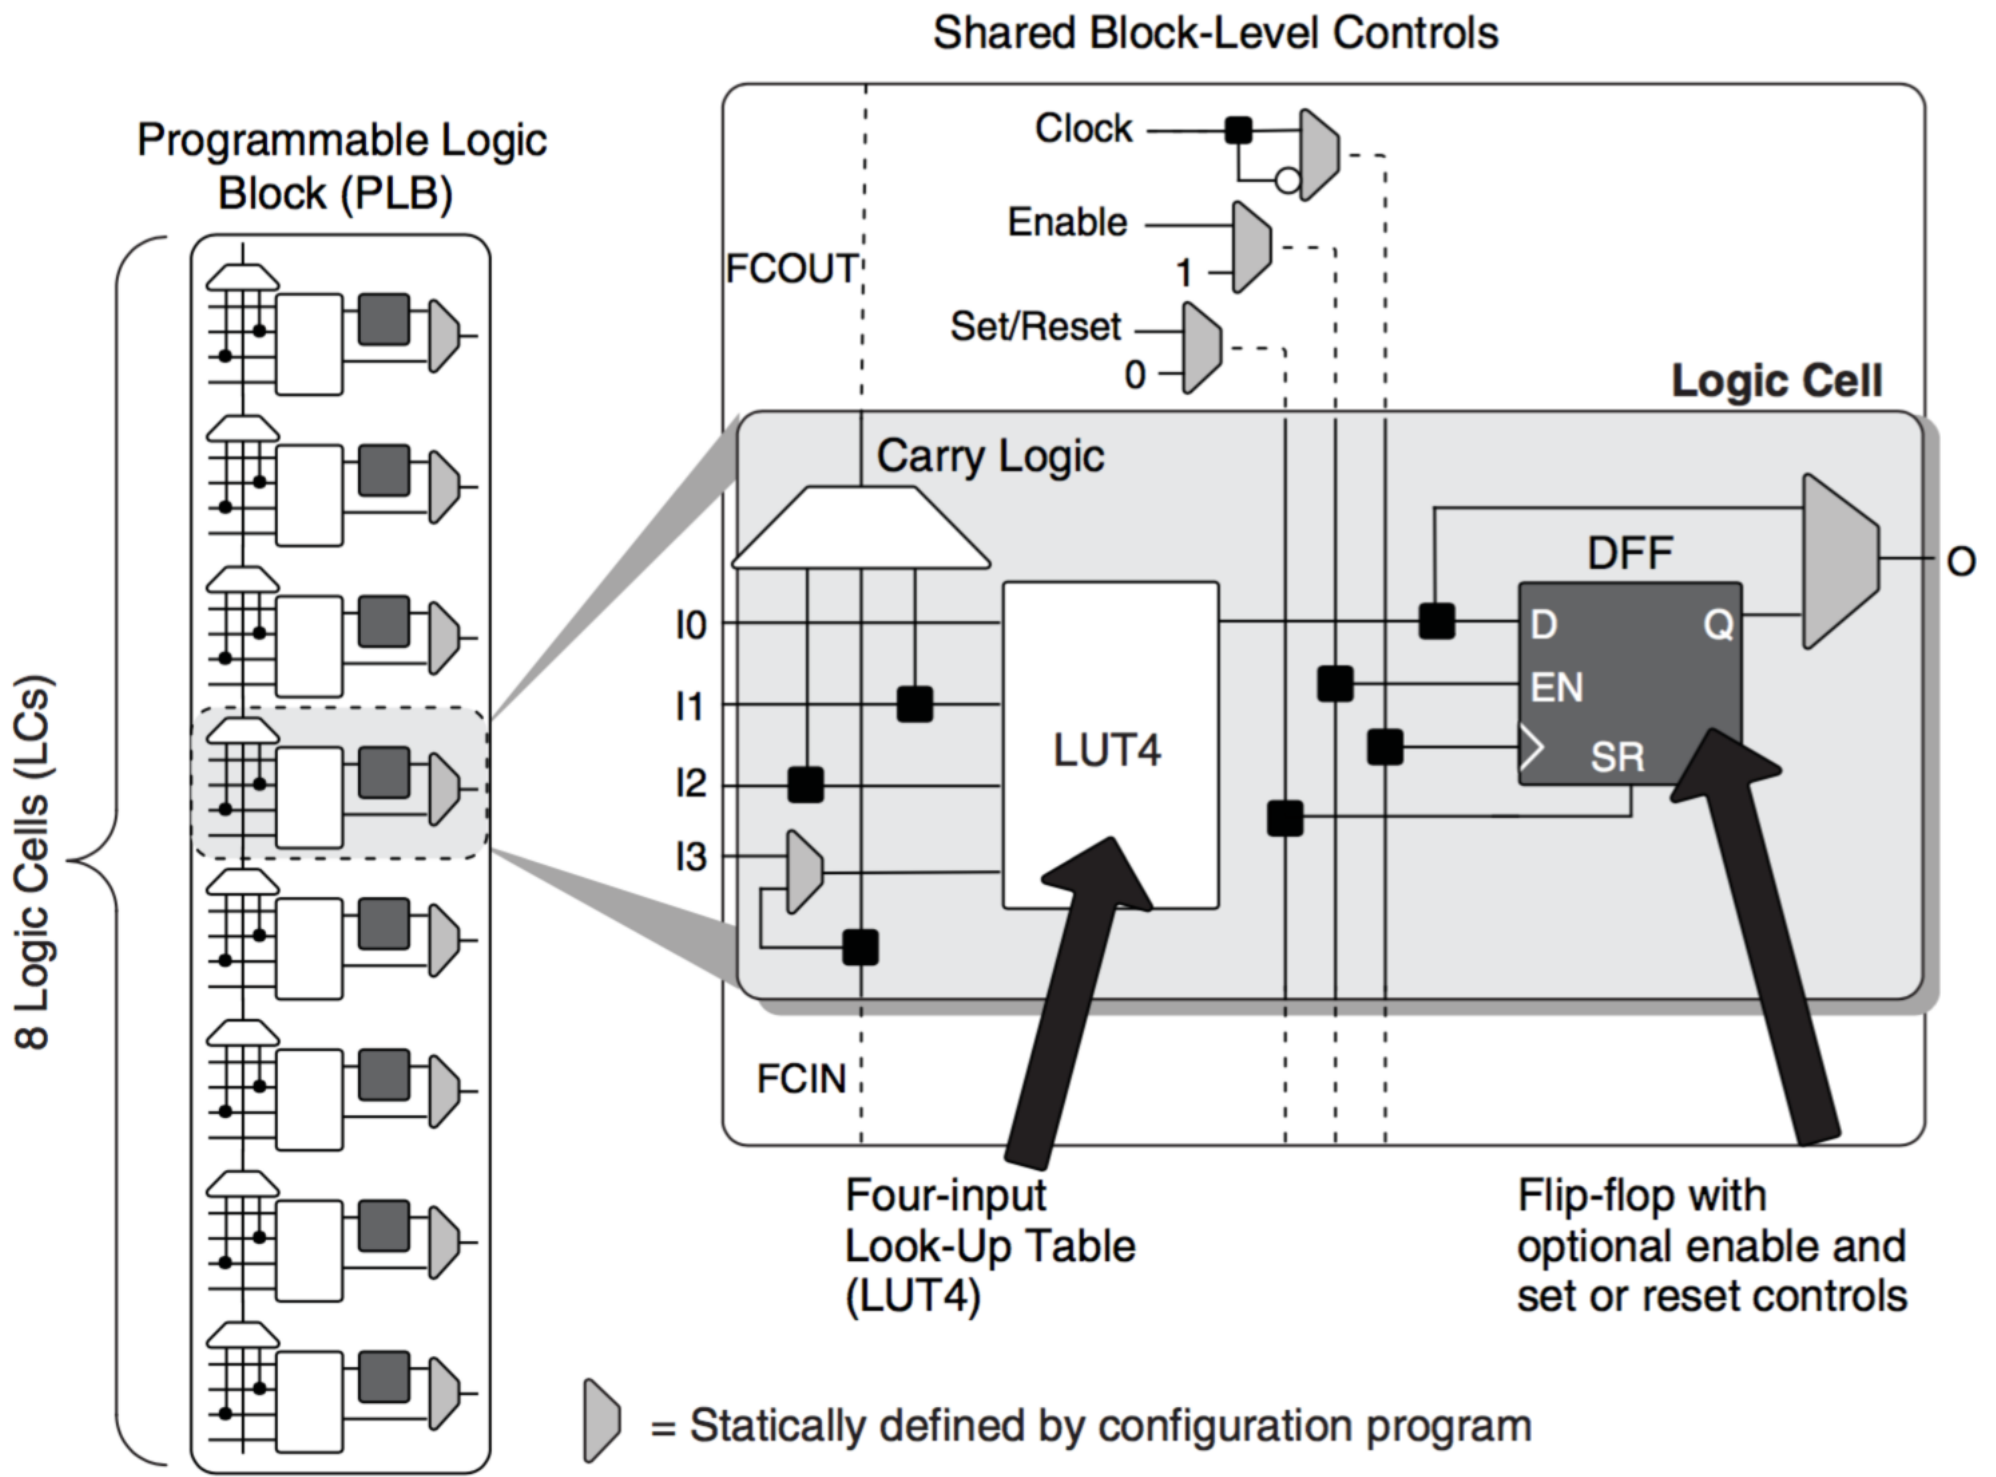 Shared Block-Level Controls
Programmable Logic
Block (PLB)
8 Logic Cells (LCs)
Clock
Enable
1
FCOUT
Set/Reset
0
Logic Cell
Carry Logic
DFF
O
I0
D
Q
EN
I1
LUT4
SR
I2
I3
FCIN
Four-input
Look-Up Table
(LUT4)
Flip-flop with
optional enable and
set or reset controls
= Statically defined by configuration program